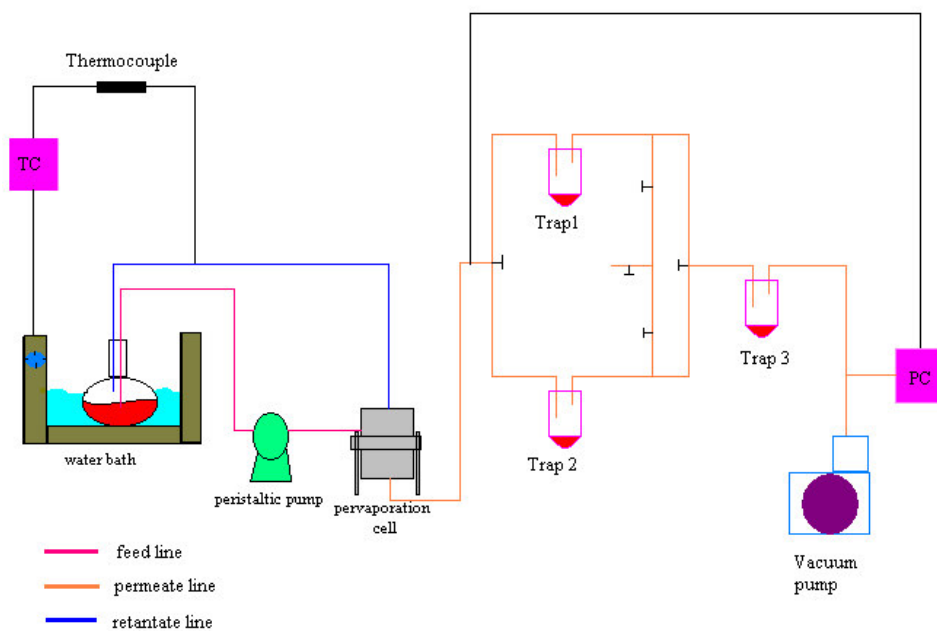 Thermocouple
TC
Trap1
Trap 3
PC
Trap 2
water bath
peristaltic pump
pervaporation
cell
Vacuum
pump
feed line
permeate line
retantate line